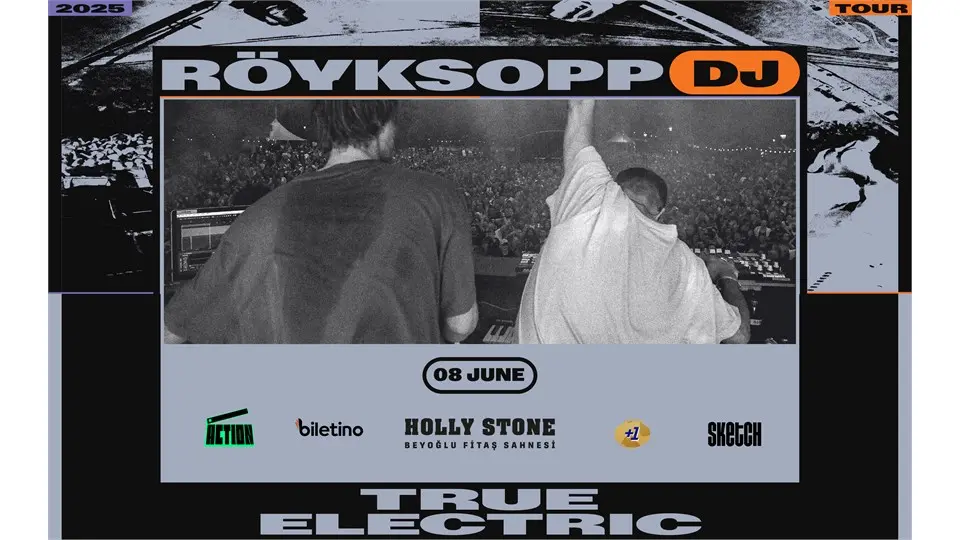 2025
TOUR
RÖYKSOPP DJ
08 JUNE
ACTION
biletino
HOLLY STONE
BEYOĞLU FİTAŞ SAHNESİ
+1
SKETCH
TRUE
ELECTRIC